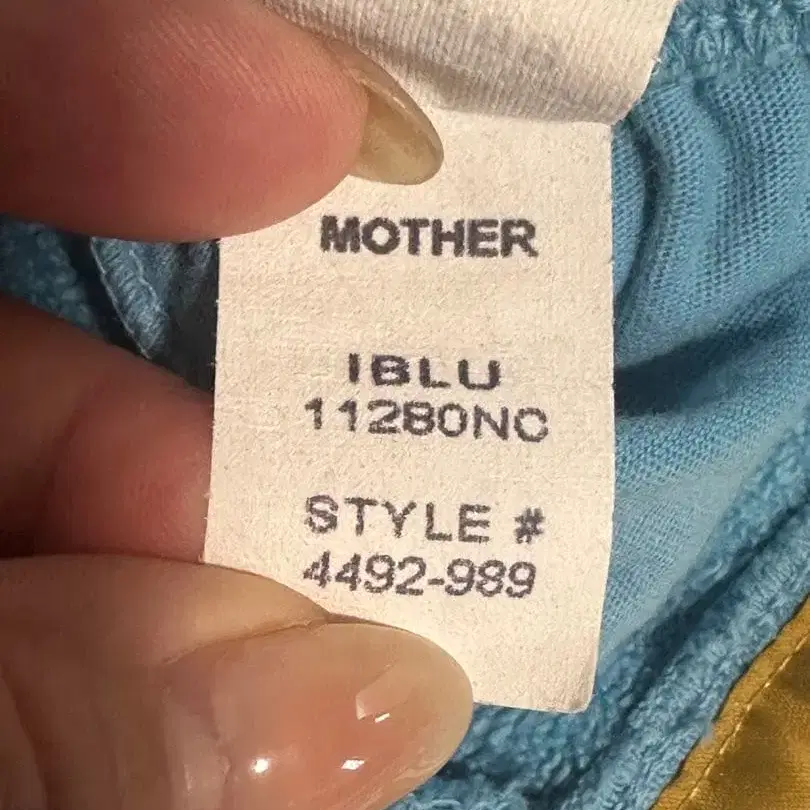 MOTHER
IBLU
11280NC
STYLE #
4492-989